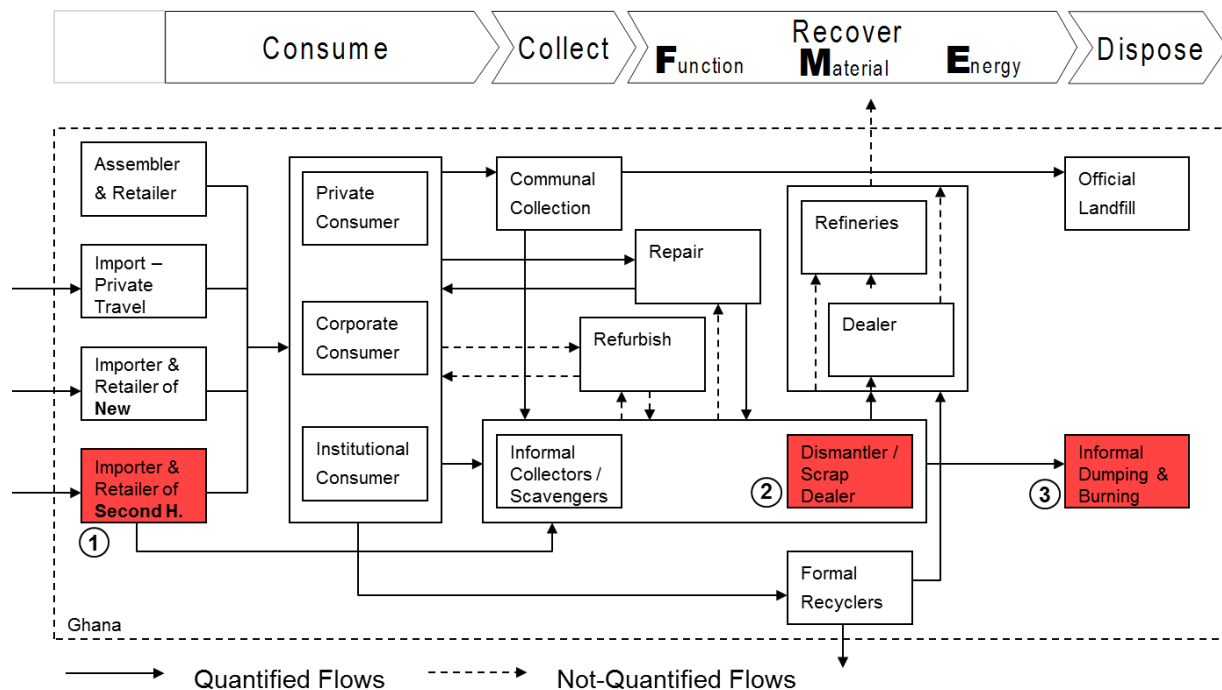 Consume
Collect
Recover
Function
Material
Energy
Dispose
Assembler
& Retailer
Import –
Private
Travel
Importer &
Retailer of
New
Importer &
Retailer of
Second H.
1
Private
Consumer
Corporate
Consumer
Institutional
Consumer
Communal
Collection
Repair
Refurbish
Informal
Collectors /
Scavengers
Refineries
Dealer
Dismantler /
Scrap
Dealer
2
Formal
Recyclers
Official
Landfill
Informal
Dumping &
Burning
3
Ghana
Quantified Flows
Not-Quantified Flows